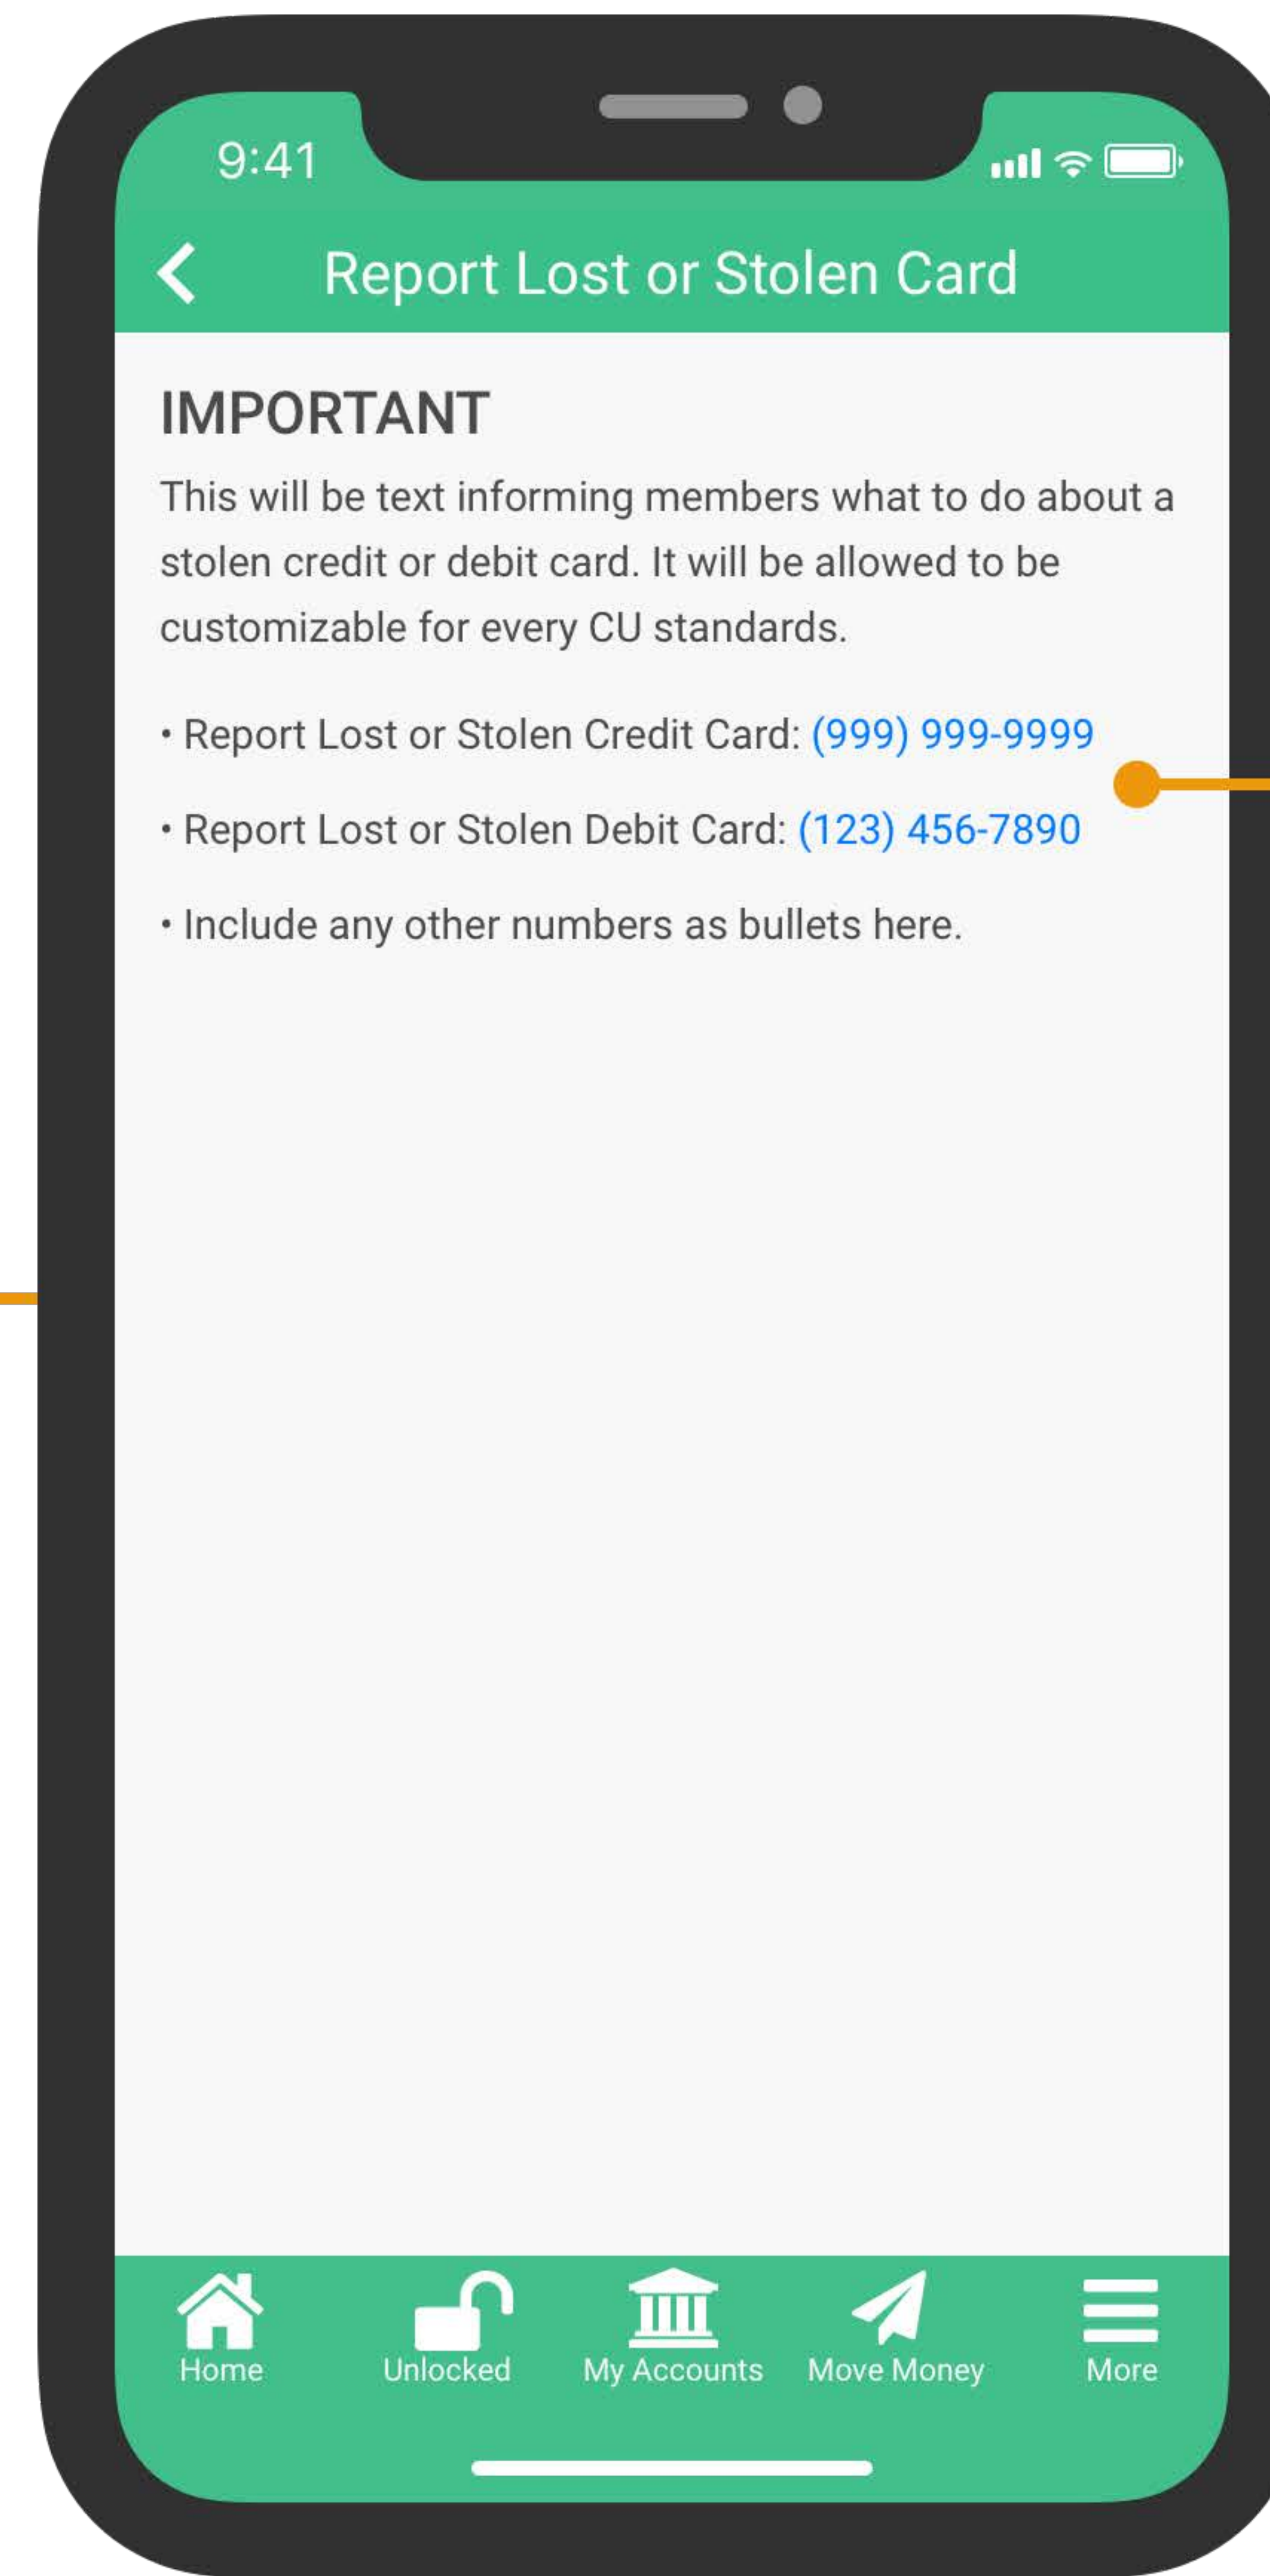 9:41
Report Lost or Stolen Card
IMPORTANT
This will be text informing members what to do about a
stolen credit or debit card. It will be allowed to be
customizable for every CU standards.
• Report Lost or Stolen Credit Card: (999) 999-9999
• Report Lost or Stolen Debit Card: (123) 456-7890
• Include any other numbers as bullets here.
Home Unlocked My Accounts Move Money More